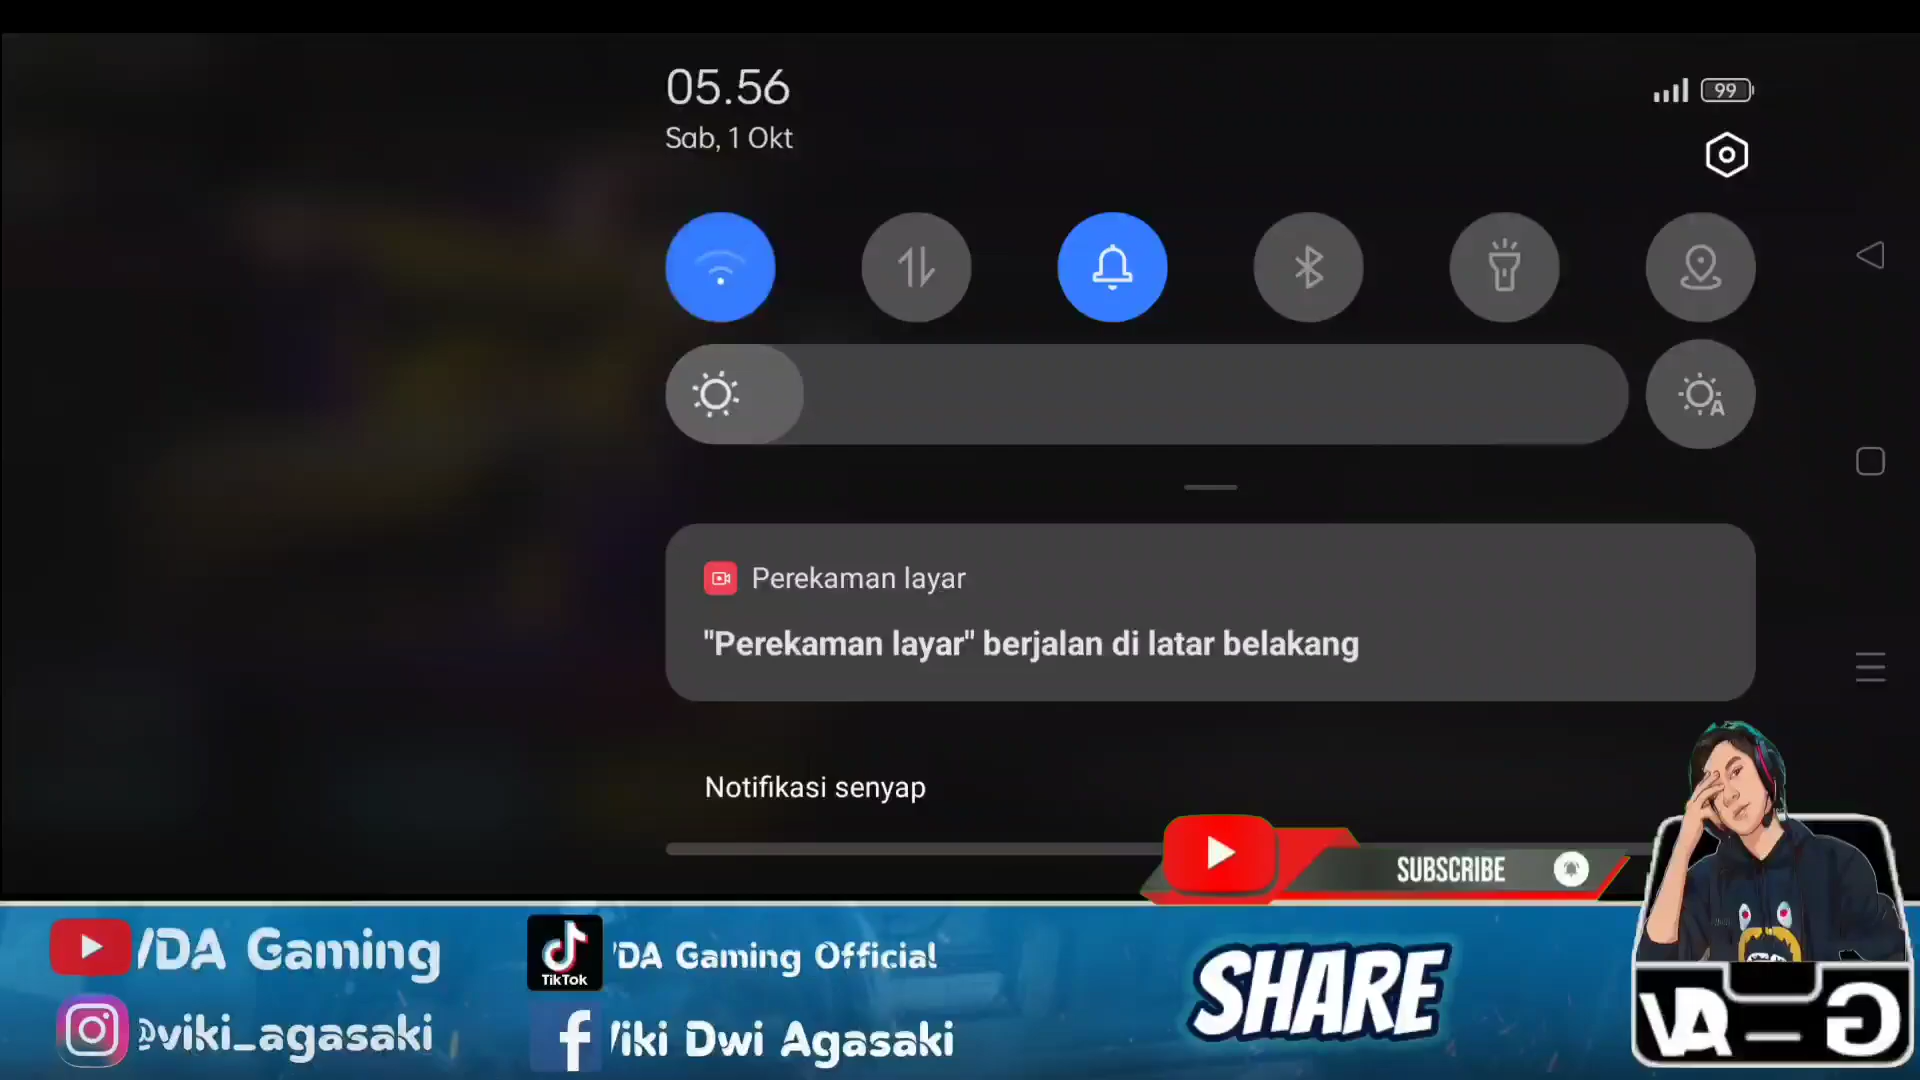 05.56
99
Sab, 1 Okt
A
Perekaman layar
"Perekaman layar" berjalan di latar belakang
Notifikasi senyap
SUBSCRIBE
/DA Gaming
TikTok
'DA Gaming Official
SHARE
@viki_agasaki
f
/iki Dwi Agasaki
VA-G